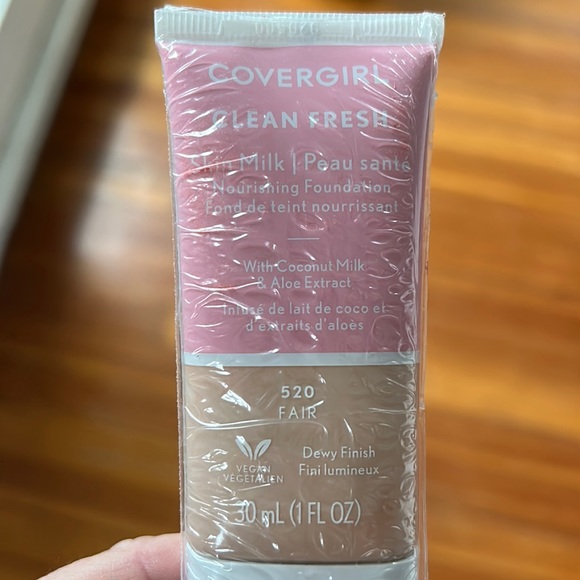 COVERGIRL
CLEAN FRESH
Skin Milk | Peau santé
Nourishing Foundation
Fond de teint nourrissant
With Coconut Milk
& Aloe Extract
Infusé de lait de coco et
d'extraits d'aloès
520
FAIR
VEGAN
VÉGÉTALIEN
Dewy Finish
Fini lumineux
30 mL (1 FL OZ)